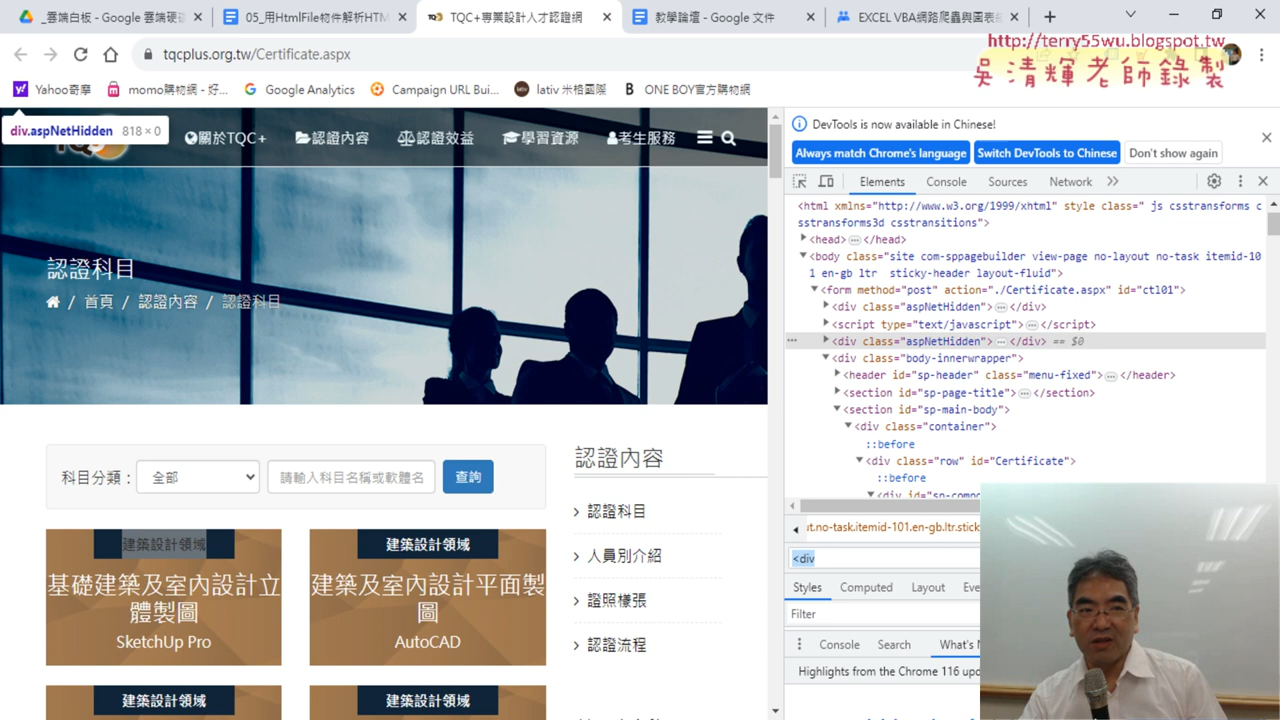 _雲端白板 - Google 雲端硬碟
05_用HtmlFile物件解析HTM
TQC+專業設計人才認證網
教學論壇 - Google 文件
EXCEL VBA網路爬蟲與圖表
tqcplus.org.tw/Certificate.aspx
http://terry55wu.blogspot.tw
吳清輝老師錄製
Yahoo奇摩
momo購物網 - 好...
Google Analytics
Campaign URL Bui...
lativ 米格國際
ONE BOY官方購物網
div.aspNetHidden 818 × 0
關於TQC+
認證內容
認證效益
學習資源
考生服務
認證科目
/ 首頁 / 認證內容 / 認證科目
科目分類：
全部
請輸入科目名稱或軟體名
查詢
建築設計領域
基礎建築及室內設計立
體製圖
SketchUp Pro
建築設計領域
建築及室內設計平面製
圖
AutoCAD
建築設計領域
建築設計領域
認證內容
認證科目
人員別介紹
證照樣張
認證流程
DevTools is now available in Chinese!
Always match Chrome's language
Switch DevTools to Chinese
Don't show again
Elements
Console
Sources
Network
<html xmlns="http://www.w3.org/1999/xhtml" style class=" js csstransforms c
sstransforms3d csstransitions">
<head>…</head>
<body class="site com-sppagebuilder view-page no-layout no-task itemid-10
1 en-gb ltr  sticky-header layout-fluid">
<form method="post" action="./Certificate.aspx" id="ctl01">
<div class="aspNetHidden">…</div>
<script type="text/javascript">…</script>
<div class="aspNetHidden">…</div> == $0
<div class="body-innerwrapper">
<header id="sp-header" class="menu-fixed">…</header>
<section id="sp-page-title">…</section>
<section id="sp-main-body">
<div class="container">
::before
<div class="row" id="Certificate">
::before
<div id="sp-compo
ut.no-task.itemid-101.en-gb.ltr.stick
<div
Styles
Computed
Layout
Eve
Filter
Console
Search
What's N
Highlights from the Chrome 116 upd